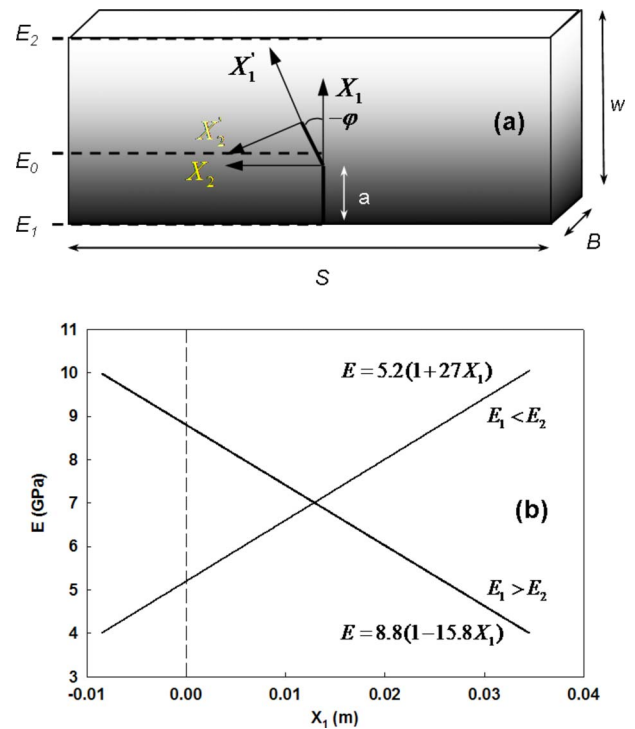 E₂
X₁'
X₁
(a)
w
-φ
X₂'
E₀
X₂
a
E₁
B
S
11
10
9
8
7
6
5
4
3
E (GPa)
E = 5.2(1+27X₁)
E₁ < E₂
(b)
E₁ > E₂
E = 8.8(1−15.8X₁)
-0.01 0.00 0.01 0.02 0.03 0.04
X₁ (m)